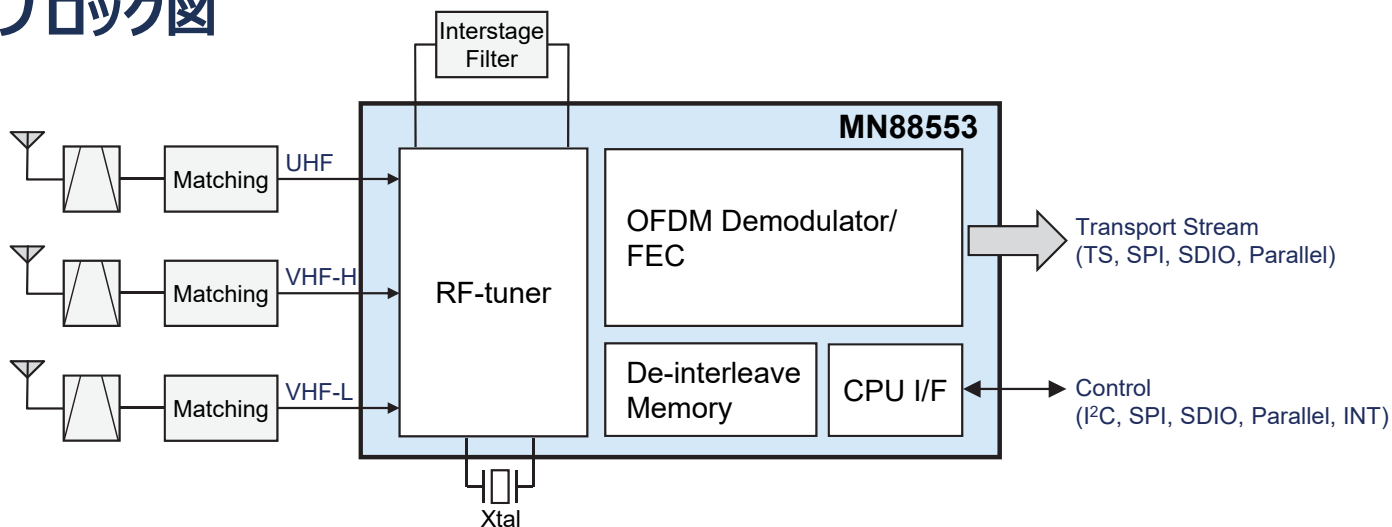 ブロック図
Interstage
Filter
MN88553
UHF
Matching
OFDM Demodulator/
FEC
Transport Stream
(TS, SPI, SDIO, Parallel)
VHF-H
Matching
RF-tuner
De-interleave
Memory
CPU I/F
Control
(I²C, SPI, SDIO, Parallel, INT)
VHF-L
Matching
Xtal